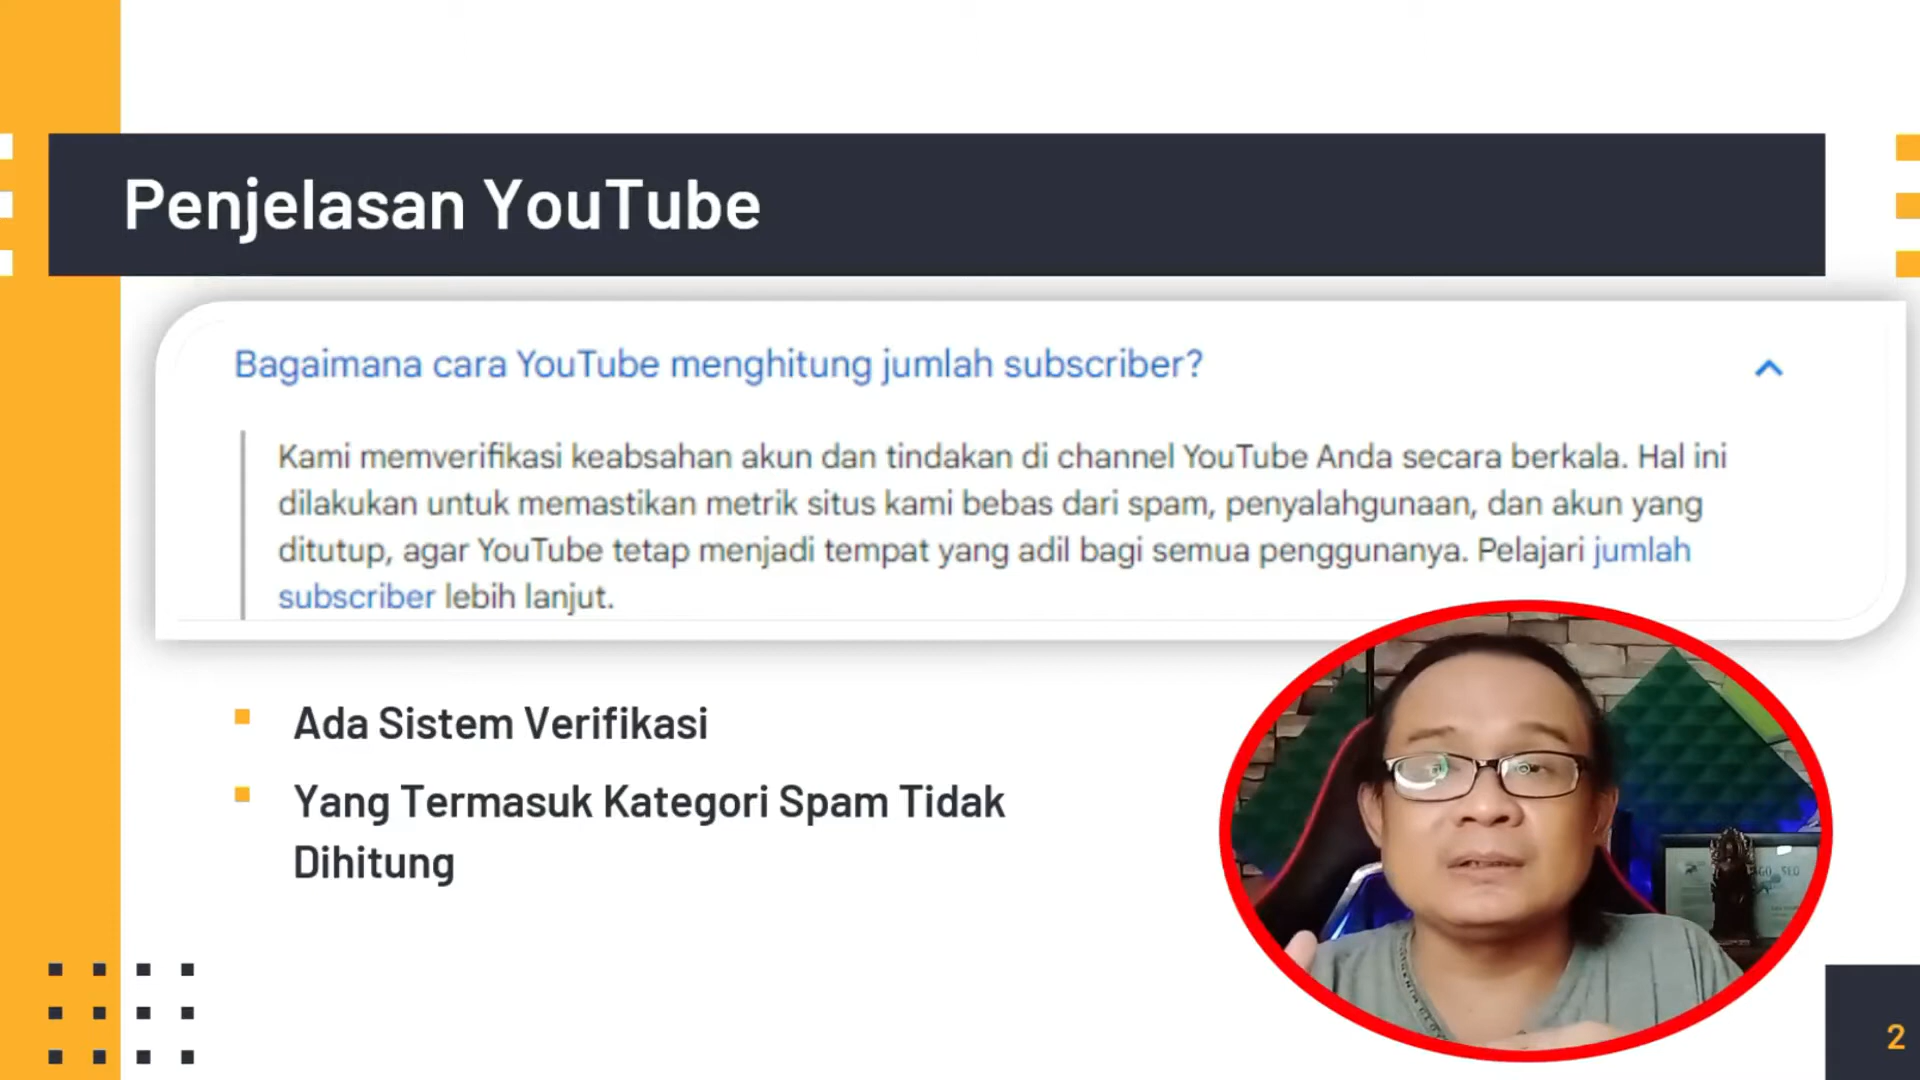 Penjelasan YouTube
Bagaimana cara YouTube menghitung jumlah subscriber?
Kami memverifikasi keabsahan akun dan tindakan di channel YouTube Anda secara berkala. Hal ini
dilakukan untuk memastikan metrik situs kami bebas dari spam, penyalahgunaan, dan akun yang
ditutup, agar YouTube tetap menjadi tempat yang adil bagi semua penggunanya. Pelajari jumlah
subscriber lebih lanjut.
Ada Sistem Verifikasi
Yang Termasuk Kategori Spam Tidak
Dihitung
2